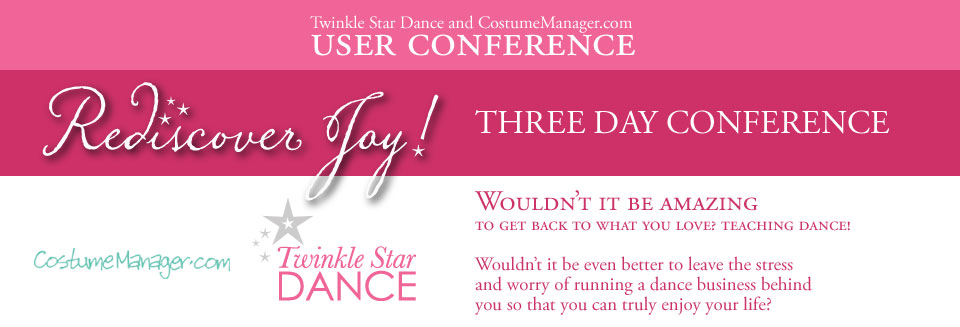 Twinkle Star Dance and CostumeManager.com
USER CONFERENCE
Rediscover Joy!
THREE DAY CONFERENCE
WOULDN'T IT BE AMAZING
TO GET BACK TO WHAT YOU LOVE? TEACHING DANCE!
CostumeManager.com
Twinkle Star
DANCE
Wouldn't it be even better to leave the stress
and worry of running a dance business behind
you so that you can truly enjoy your life?